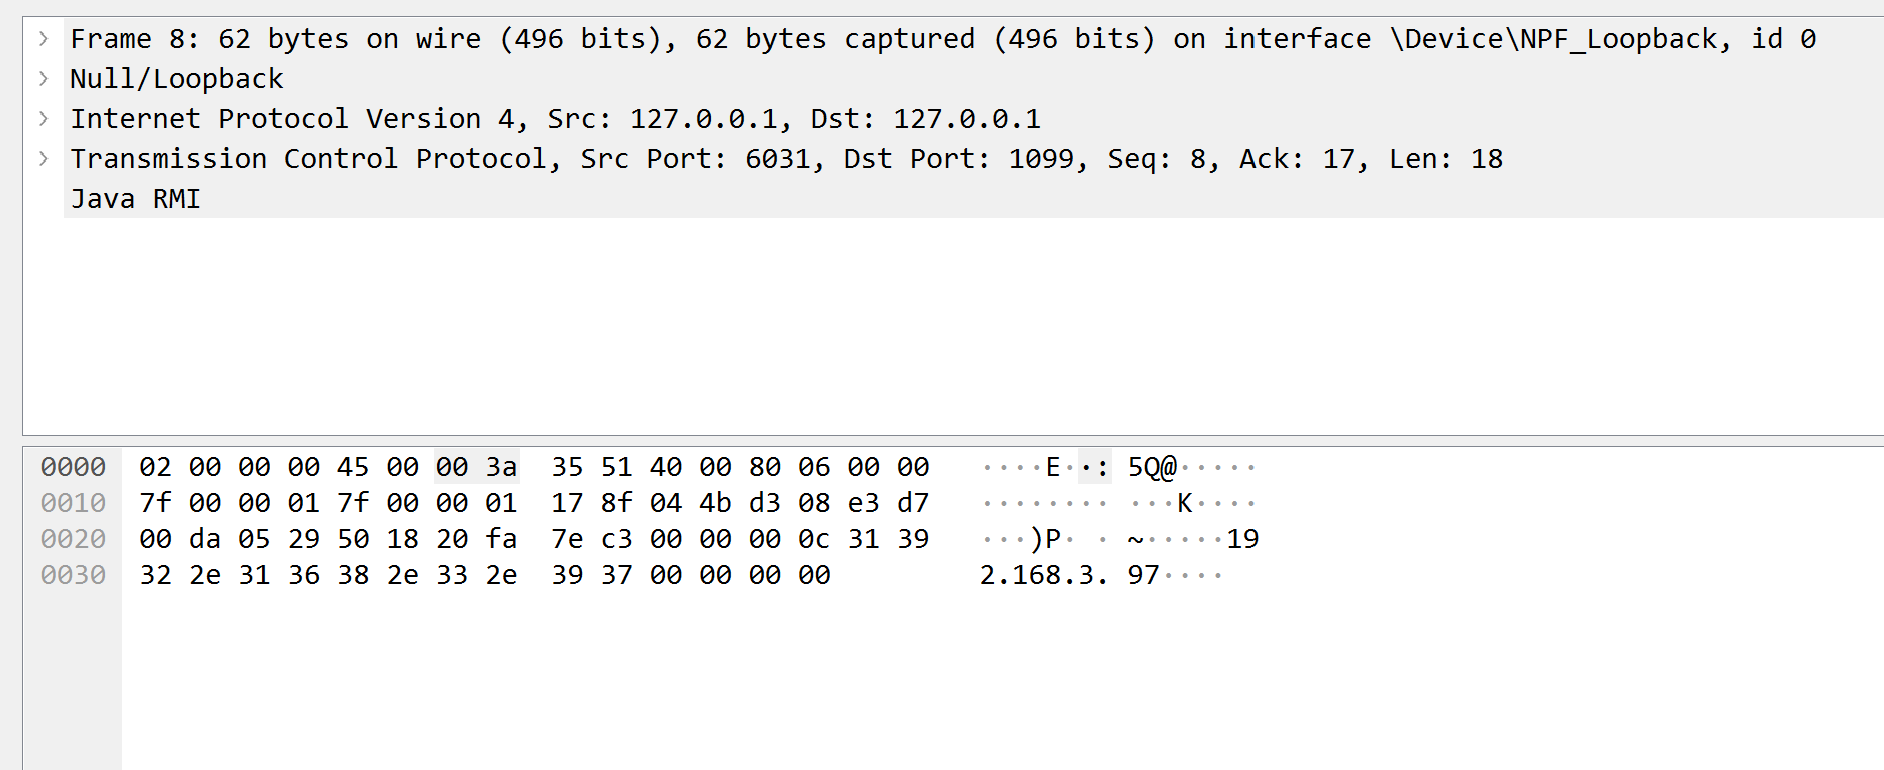 Frame 8: 62 bytes on wire (496 bits), 62 bytes captured (496 bits) on interface \Device\NPF_Loopback, id 0
Null/Loopback
Internet Protocol Version 4, Src: 127.0.0.1, Dst: 127.0.0.1
Transmission Control Protocol, Src Port: 6031, Dst Port: 1099, Seq: 8, Ack: 17, Len: 18
Java RMI
0000 02 00 00 00 45 00 00 3a 35 51 40 00 80 06 00 00 ····E··: 5Q@·····
0010 7f 00 00 01 7f 00 00 01 17 8f 04 4b d3 08 e3 d7 ········ ···K····
0020 00 da 05 29 50 18 20 fa 7e c3 00 00 00 0c 31 39 ···)P· · ~·····19
0030 32 2e 31 36 38 2e 33 2e 39 37 00 00 00 00 2.168.3. 97····